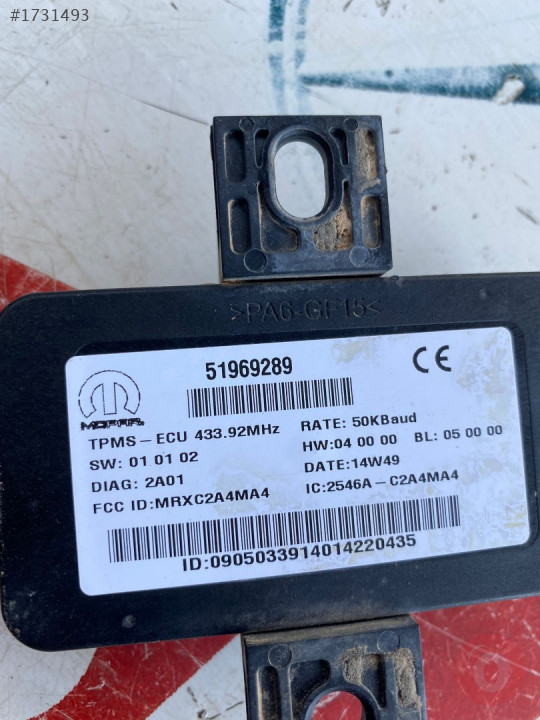 #1731493
>PA6-GF15<
51969289
CE
MOPAR
TPMS-ECU 433.92MHz RATE: 50KBaud
SW: 01 01 02 HW:04 00 00 BL: 05 00 00
DIAG: 2A01 DATE:14W49
FCC ID:MRXC2A4MA4 IC:2546A-C2A4MA4
ID:0905033914014220435